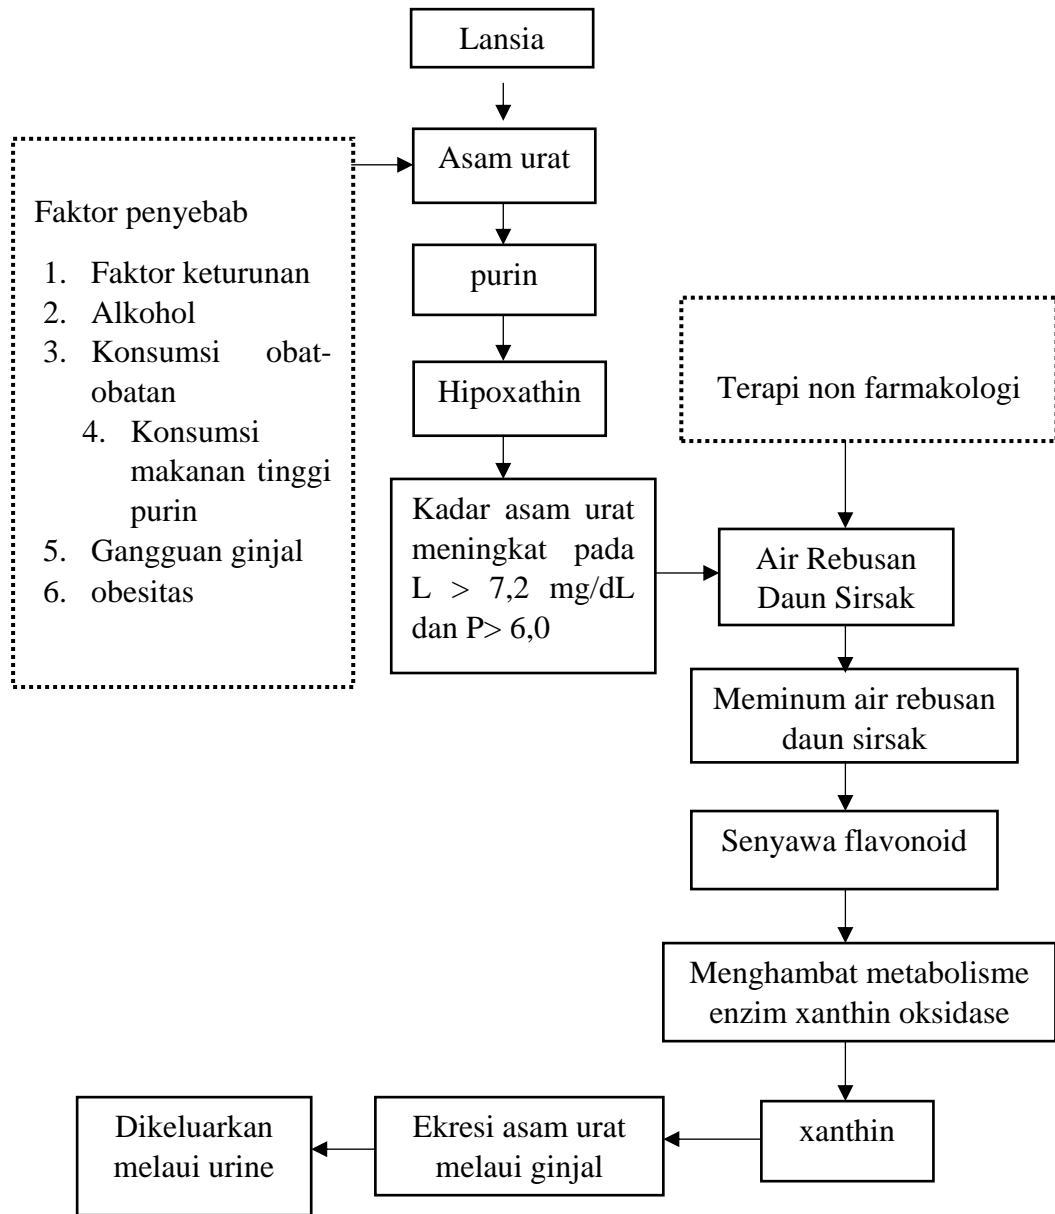 Lansia
Asam urat
Faktor penyebab
1. Faktor keturunan
2. Alkohol
3. Konsumsi obat-
obatan
4. Konsumsi
makanan tinggi
purin
5. Gangguan ginjal
6. obesitas
purin
Hipoxathin
Kadar asam urat
meningkat pada
L > 7,2 mg/dL
dan P> 6,0
Terapi non farmakologi
Air Rebusan
Daun Sirsak
Meminum air rebusan
daun sirsak
Senyawa flavonoid
Menghambat metabolisme
enzim xanthin oksidase
xanthin
Ekresi asam urat
melaui ginjal
Dikeluarkan
melaui urine